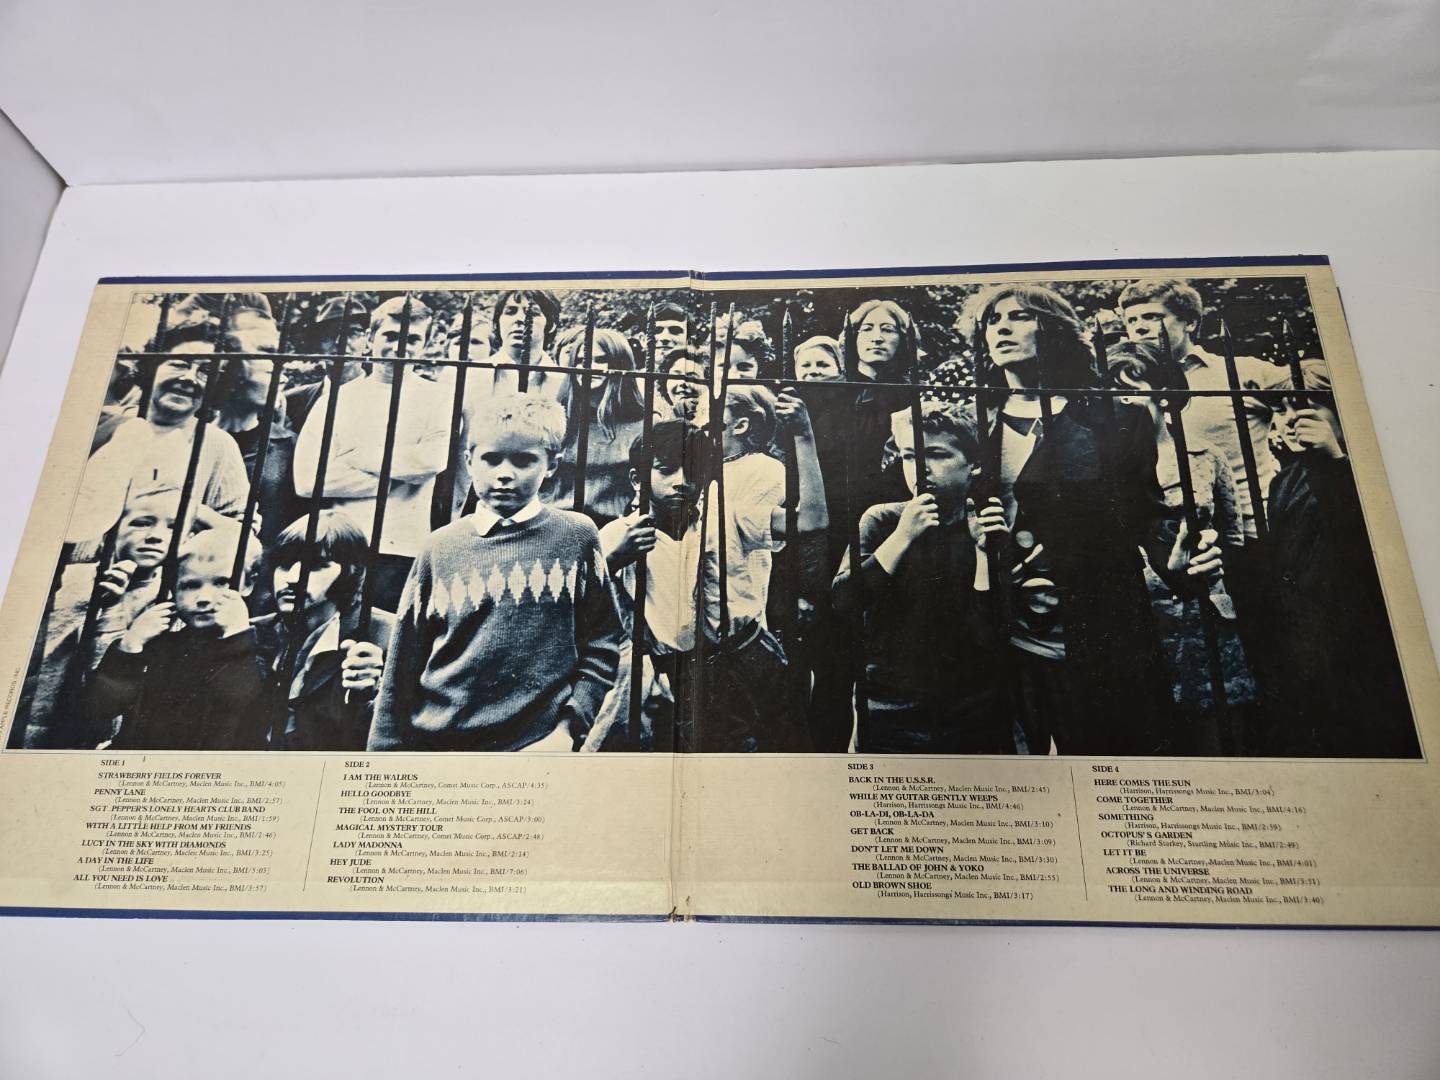 SIDE 1
STRAWBERRY FIELDS FOREVER
(Lennon & McCartney, Maclen Music Inc., BMI/4:05)
PENNY LANE
(Lennon & McCartney, Maclen Music Inc., BMI/2:57)
SGT. PEPPER'S LONELY HEARTS CLUB BAND
(Lennon & McCartney, Maclen Music Inc., BMI/1:59)
WITH A LITTLE HELP FROM MY FRIENDS
(Lennon & McCartney, Maclen Music Inc., BMI/2:46)
LUCY IN THE SKY WITH DIAMONDS
(Lennon & McCartney, Maclen Music Inc., BMI/3:25)
A DAY IN THE LIFE
(Lennon & McCartney, Maclen Music Inc., BMI/5:03)
ALL YOU NEED IS LOVE
(Lennon & McCartney, Maclen Music Inc., BMI/3:57)
SIDE 2
I AM THE WALRUS
(Lennon & McCartney, Comet Music Corp., ASCAP/4:35)
HELLO GOODBYE
(Lennon & McCartney, Maclen Music Inc., BMI/3:24)
THE FOOL ON THE HILL
(Lennon & McCartney, Comet Music Corp., ASCAP/3:00)
MAGICAL MYSTERY TOUR
(Lennon & McCartney, Comet Music Corp., ASCAP/2:48)
LADY MADONNA
(Lennon & McCartney, Maclen Music Inc., BMI/2:14)
HEY JUDE
(Lennon & McCartney, Maclen Music Inc., BMI/7:06)
REVOLUTION
(Lennon & McCartney, Maclen Music Inc., BMI/3:21)
SIDE 3
BACK IN THE U.S.S.R.
(Lennon & McCartney, Maclen Music Inc., BMI/2:45)
WHILE MY GUITAR GENTLY WEEPS
(Harrison, Harrisongs Music Inc., BMI/4:46)
OB-LA-DI, OB-LA-DA
(Lennon & McCartney, Maclen Music Inc., BMI/3:10)
GET BACK
(Lennon & McCartney, Maclen Music Inc., BMI/3:09)
DON'T LET ME DOWN
(Lennon & McCartney, Maclen Music Inc., BMI/3:30)
THE BALLAD OF JOHN & YOKO
(Lennon & McCartney, Maclen Music Inc., BMI/2:55)
OLD BROWN SHOE
(Harrison, Harrisongs Music Inc., BMI/3:17)
SIDE 4
HERE COMES THE SUN
(Harrison, Harrisongs Music Inc., BMI/3:04)
COME TOGETHER
(Lennon & McCartney, Maclen Music Inc., BMI/4:16)
SOMETHING
(Harrison, Harrisongs Music Inc., BMI/2:59)
OCTOPUS'S GARDEN
(Richard Starkey, Startling Music Inc., BMI/2:49)
LET IT BE
(Lennon & McCartney, Maclen Music Inc., BMI/4:01)
ACROSS THE UNIVERSE
(Lennon & McCartney, Maclen Music Inc., BMI/3:51)
THE LONG AND WINDING ROAD
(Lennon & McCartney, Maclen Music Inc., BMI/3:40)
APPLE RECORDS, INC.